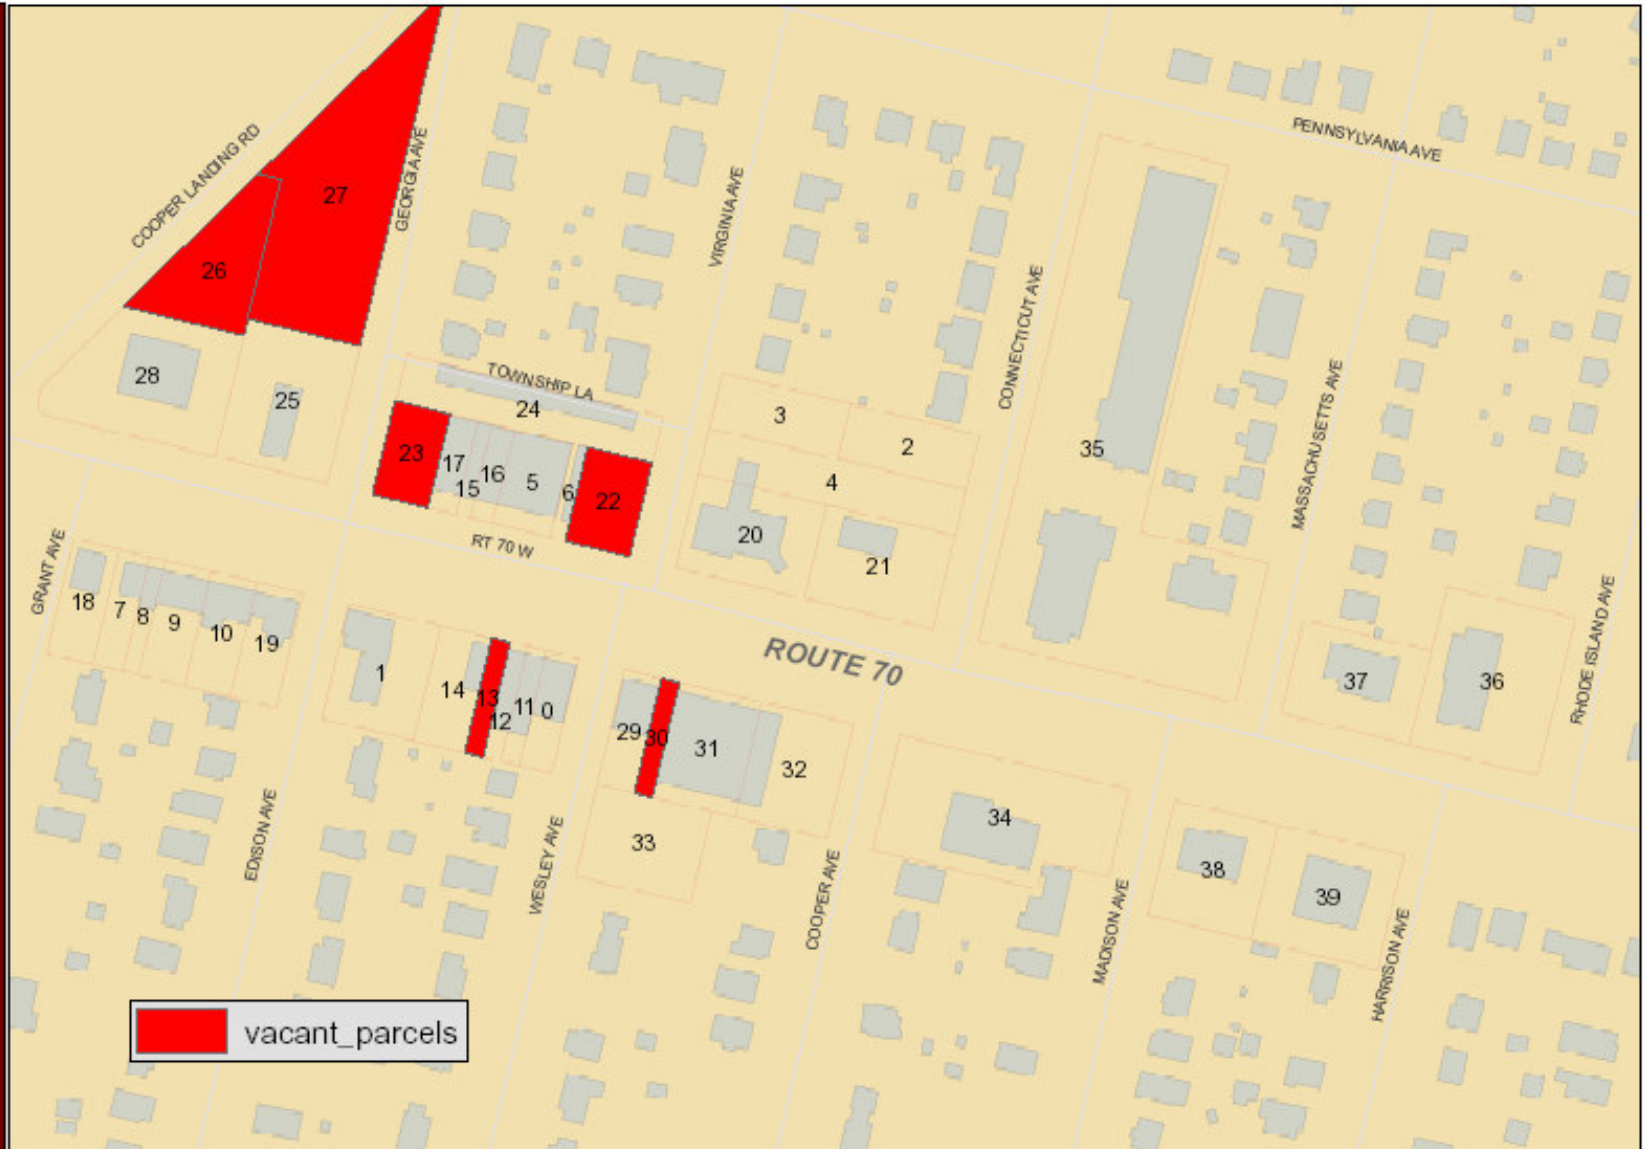 PENNSYLVANIA AVE
COOPER LANDING RD
GEORGIA AVE
27
VIRGINIA AVE
26
CONNECTICUT AVE
28
25
TOWNSHIP LA
24
3
2
35
MASSACHUSETTS AVE
23
17
15
16
5
6
22
4
20
21
RT 70 W
GRANT AVE
18
7
8
9
10
19
1
14
13
12
11
0
ROUTE 70
37
36
RHODE ISLAND AVE
29
30
31
32
33
34
38
39
EDISON AVE
WESLEY AVE
COOPER AVE
MADISON AVE
HARRISON AVE
vacant_parcels